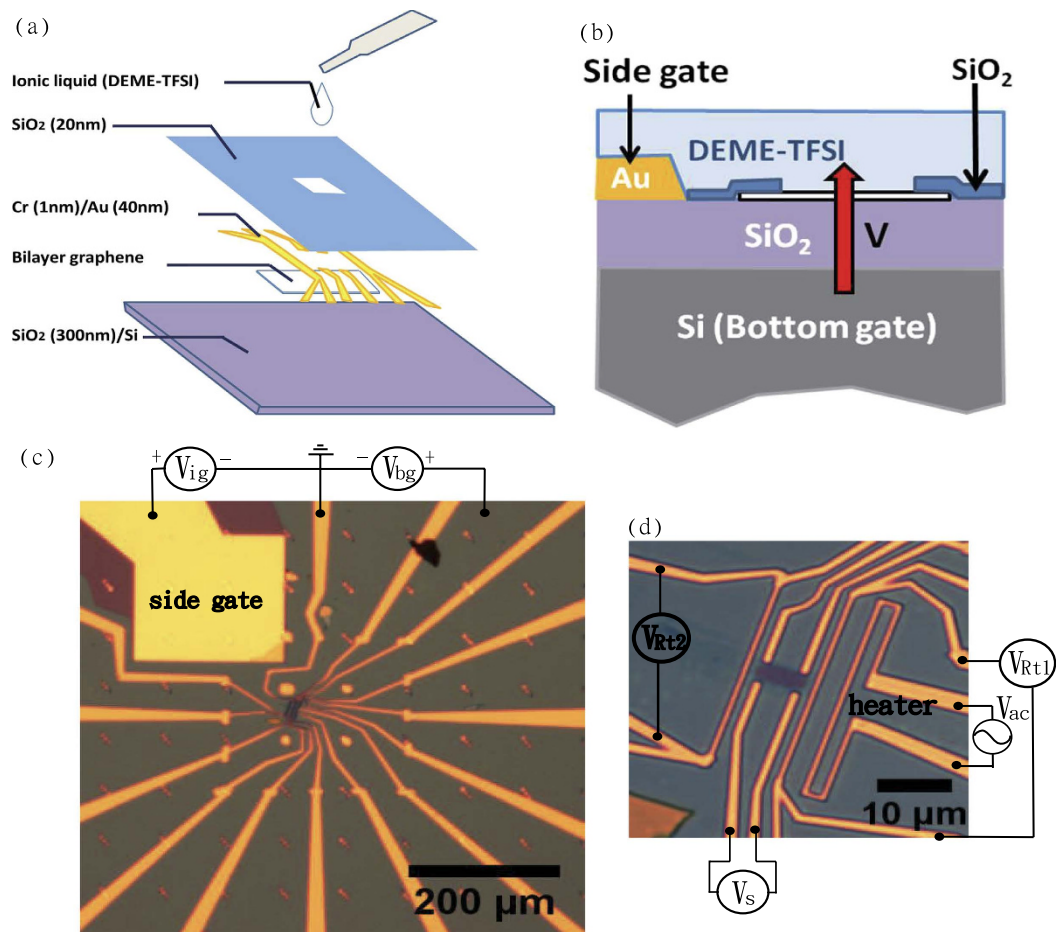 (a)
Ionic liquid (DEME-TFSI)
SiO2 (20nm)
Cr (1nm)/Au (40nm)
Bilayer graphene
SiO2 (300nm)/Si
(b)
Side gate
SiO2
DEME-TFSI
Au
SiO2
V
Si (Bottom gate)
(c)
+ Vig -
- Vbg +
side gate
200 μm
(d)
VRt2
VRt1
heater
Vac
10 μm
Vs